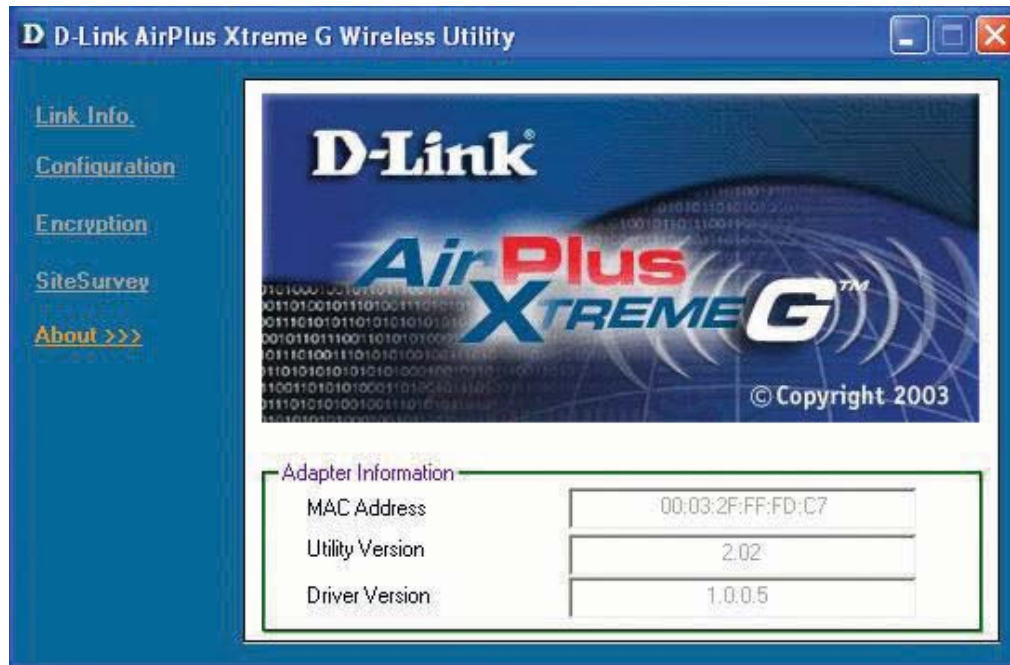 D D-Link AirPlus Xtreme G Wireless Utility
Link Info.
Configuration
Encryption
SiteSurvey
About >>>
D-Link®
AirPlus
XTREME G™
© Copyright 2003
Adapter Information
MAC Address 00:03:2F:FF:FD:C7
Utility Version 2.02
Driver Version 1.0.0.5